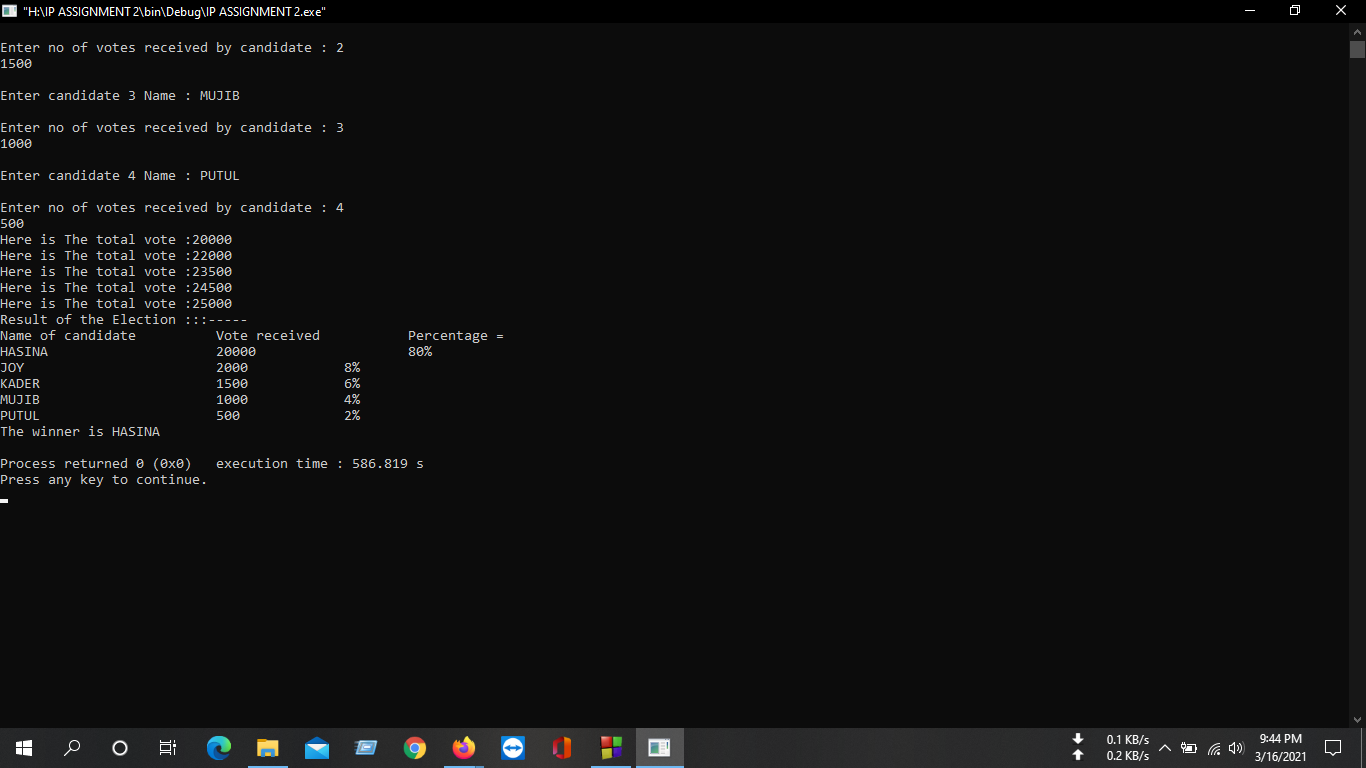 "H:\IP ASSIGNMENT 2\bin\Debug\IP ASSIGNMENT 2.exe"
Enter no of votes received by candidate : 2
1500
Enter candidate 3 Name : MUJIB
Enter no of votes received by candidate : 3
1000
Enter candidate 4 Name : PUTUL
Enter no of votes received by candidate : 4
500
Here is The total vote :20000
Here is The total vote :22000
Here is The total vote :23500
Here is The total vote :24500
Here is The total vote :25000
Result of the Election :::-----
Name of candidate          Vote received           Percentage =
HASINA                     20000                   80%
JOY                        2000            8%
KADER                      1500            6%
MUJIB                      1000            4%
PUTUL                      500             2%
The winner is HASINA
Process returned 0 (0x0)   execution time : 586.819 s
Press any key to continue.
0.1 KB/s
0.2 KB/s
9:44 PM
3/16/2021